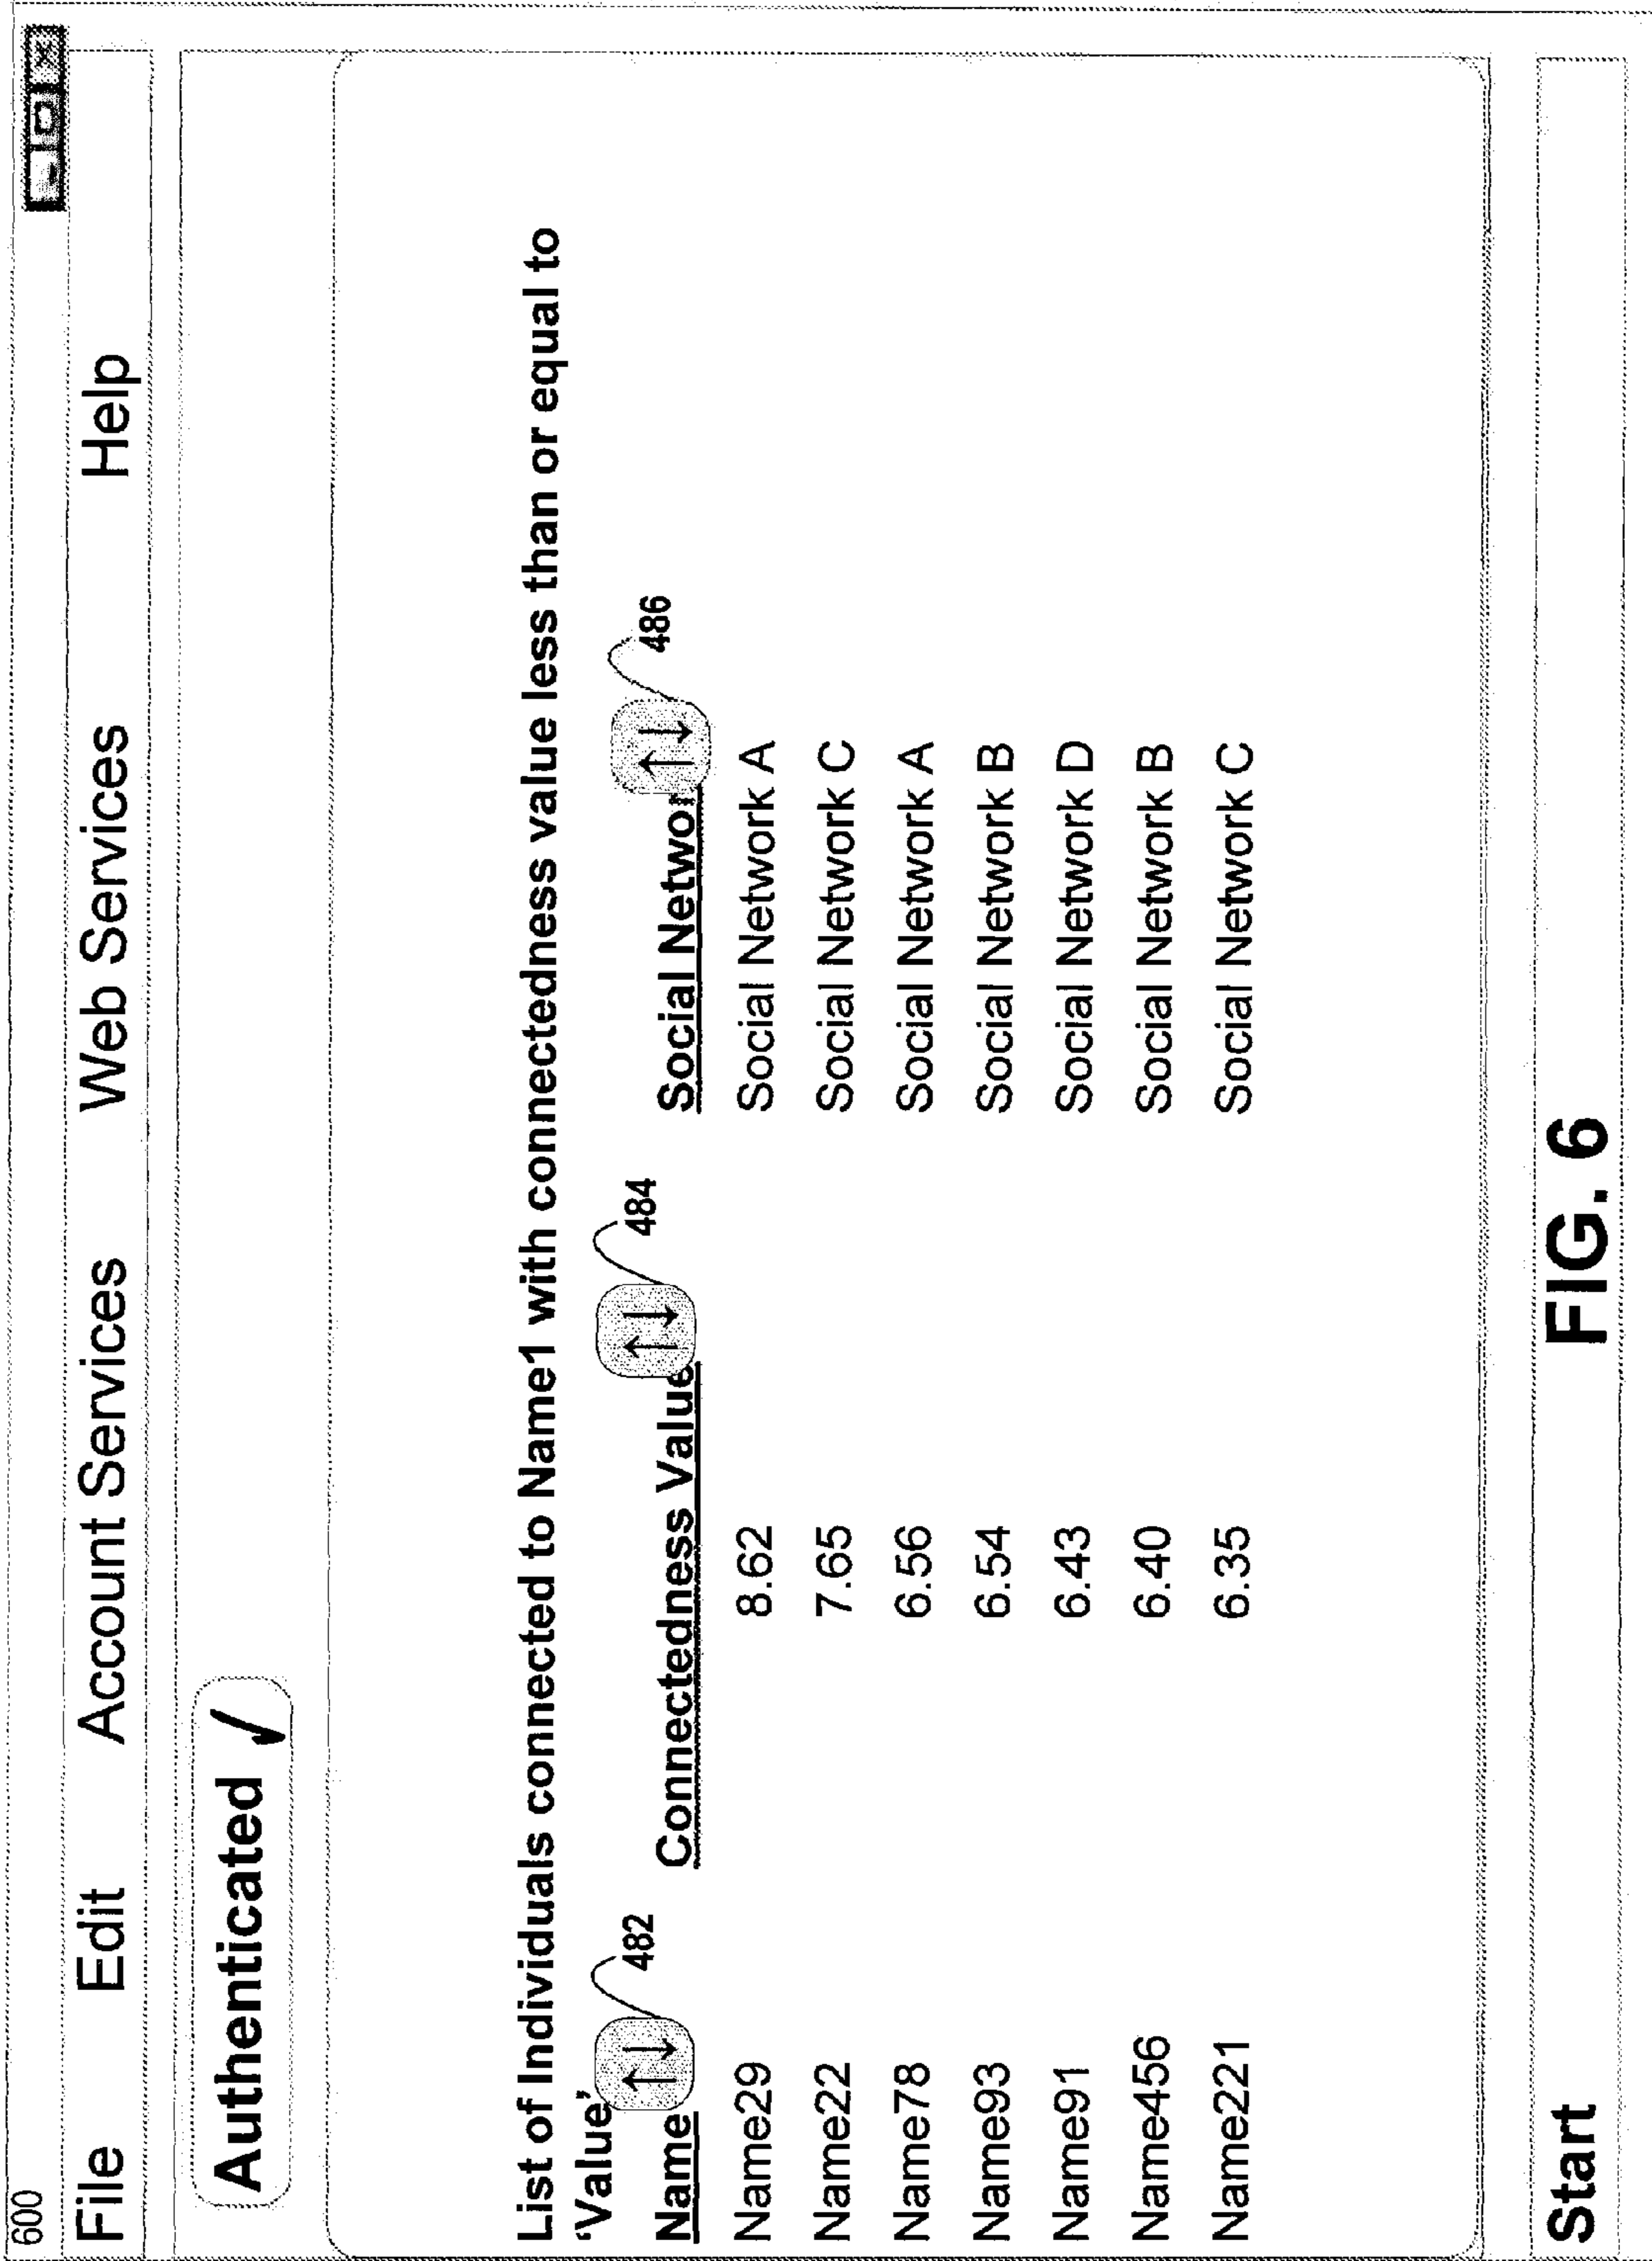 600
File Edit Account Services Web Services Help
Authenticated ✓
List of Individuals connected to Name1 with connectedness value less than or equal to
‘Value’
482 484 486
Name Connectedness Value Social Networ
Name29 8.62 Social Network A
Name22 7.65 Social Network C
Name78 6.56 Social Network A
Name93 6.54 Social Network B
Name91 6.43 Social Network D
Name456 6.40 Social Network B
Name221 6.35 Social Network C
Start
FIG. 6